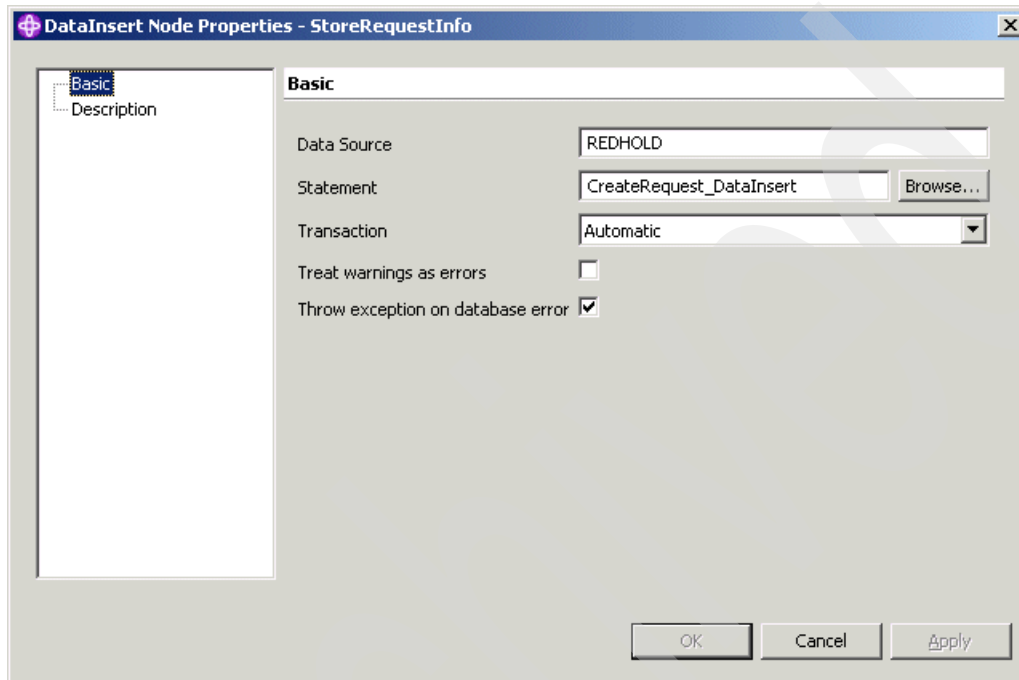 DataInsert Node Properties - StoreRequestInfo
Basic
Description
Basic
Data Source REDHOLD
Statement CreateRequest_DataInsert Browse...
Transaction Automatic
Treat warnings as errors
Throw exception on database error
OK Cancel Apply